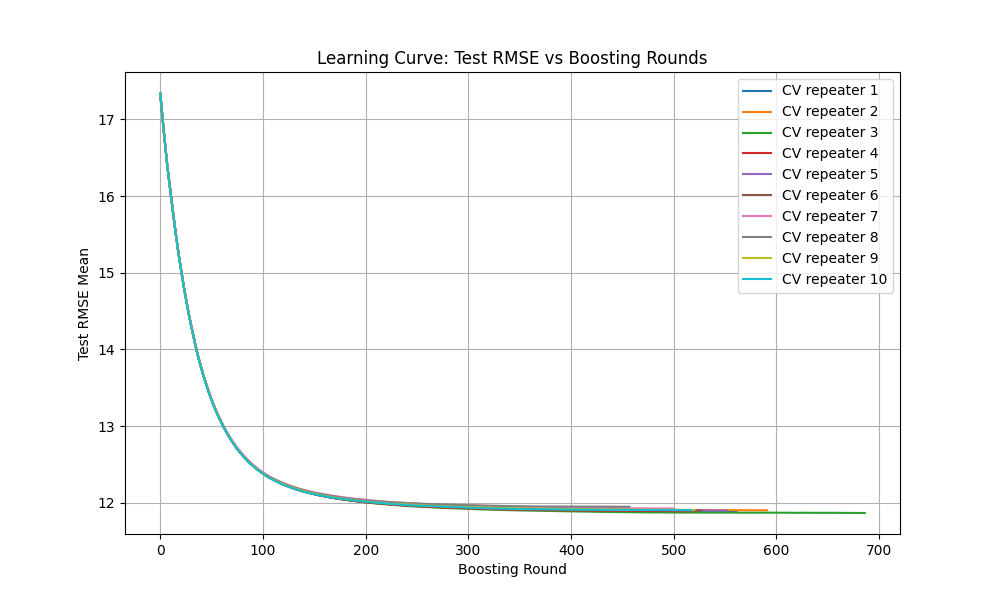 Learning Curve: Test RMSE vs Boosting Rounds
CV repeater 1
CV repeater 2
CV repeater 3
CV repeater 4
CV repeater 5
CV repeater 6
CV repeater 7
CV repeater 8
CV repeater 9
CV repeater 10
Test RMSE Mean
17
16
15
14
13
12
0 100 200 300 400 500 600 700
Boosting Round